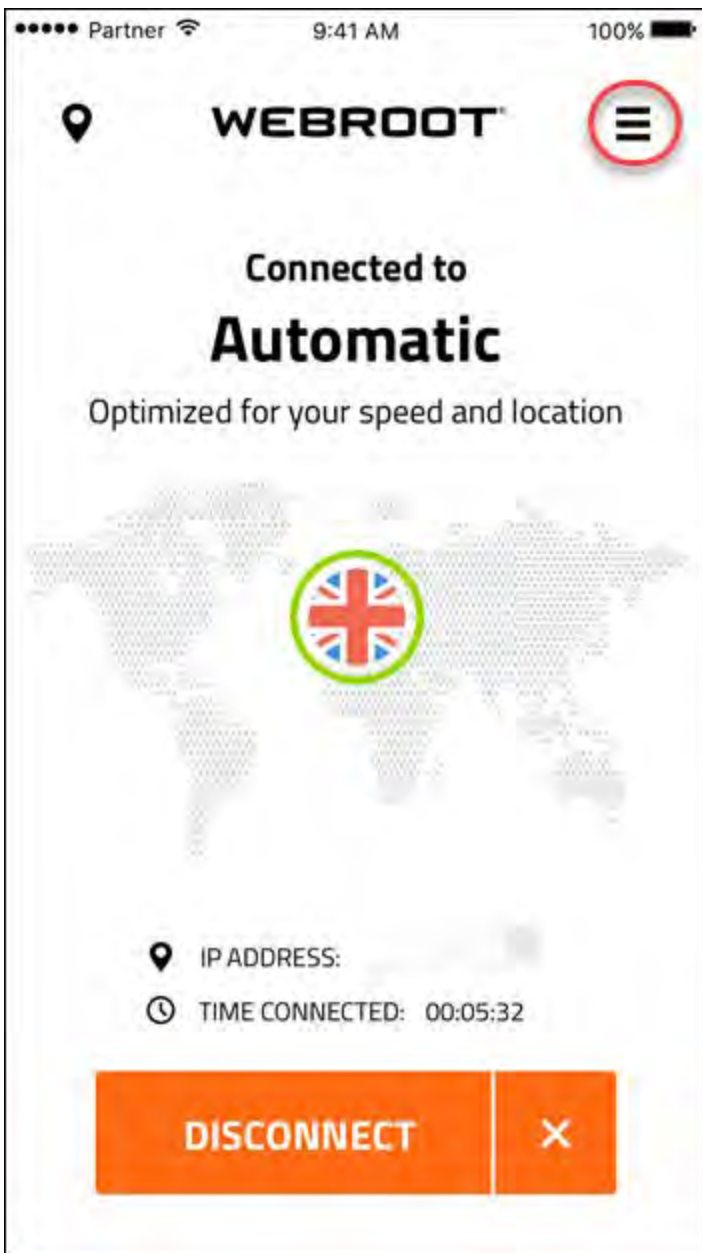 Partner 9:41 AM 100%
WEBROOT
Connected to
Automatic
Optimized for your speed and location
IP ADDRESS:
TIME CONNECTED: 00:05:32
DISCONNECT